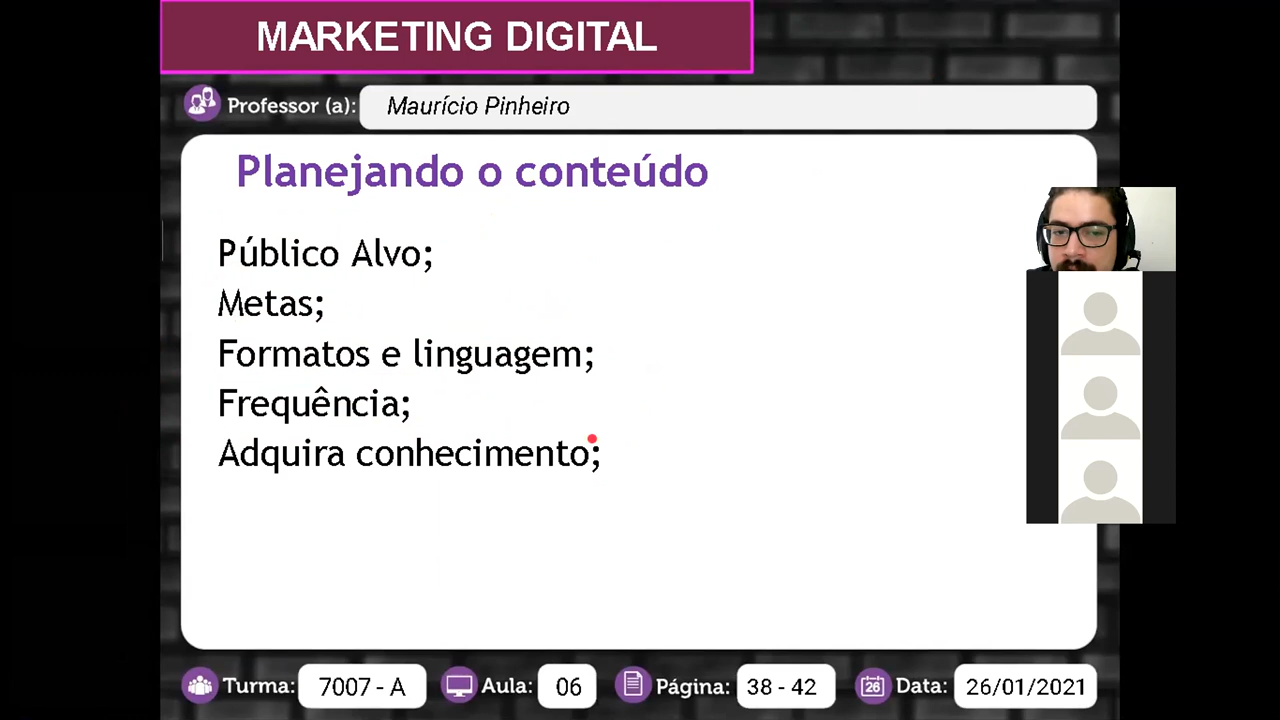 MARKETING DIGITAL
Professor (a): Maurício Pinheiro
Planejando o conteúdo
Público Alvo;
Metas;
Formatos e linguagem;
Frequência;
Adquira conhecimento;
Turma: 7007 - A Aula: 06 Página: 38 - 42 26 Data: 26/01/2021